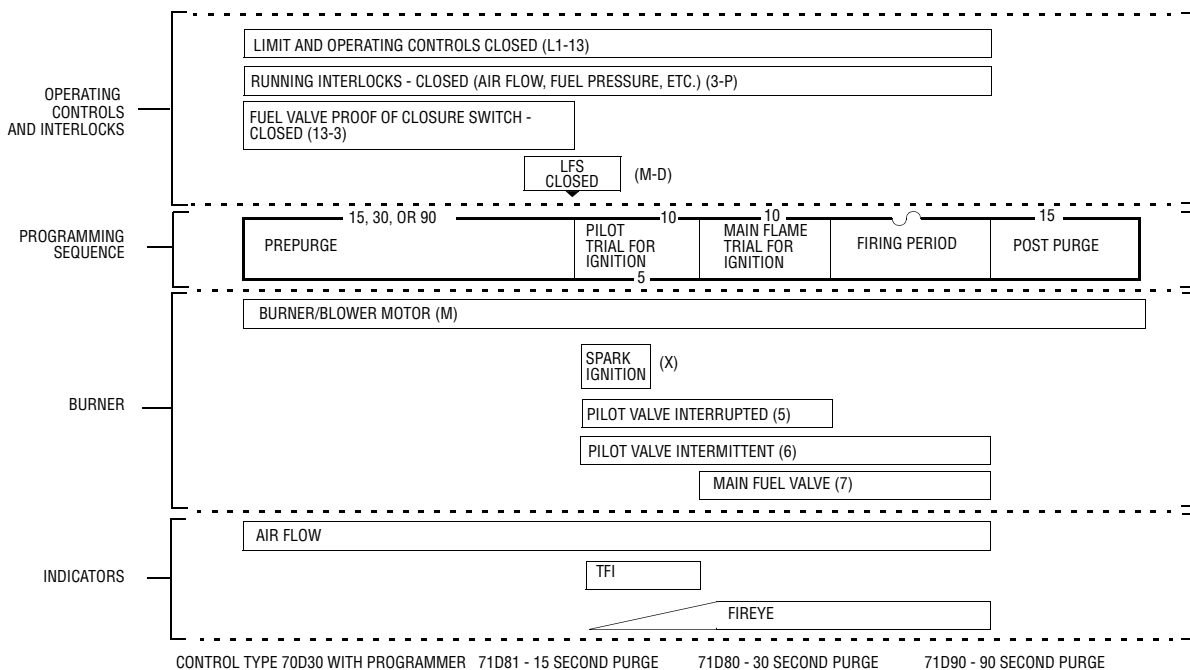 LIMIT AND OPERATING CONTROLS CLOSED (L1-13)
RUNNING INTERLOCKS - CLOSED (AIR FLOW, FUEL PRESSURE, ETC.) (3-P)
OPERATING
CONTROLS
AND INTERLOCKS
FUEL VALVE PROOF OF CLOSURE SWITCH -
CLOSED (13-3)
LFS
CLOSED
(M-D)
PROGRAMMING
SEQUENCE
15, 30, OR 90
10
10
15
PREPURGE
PILOT
TRIAL FOR
IGNITION
5
MAIN FLAME
TRIAL FOR
IGNITION
FIRING PERIOD
POST PURGE
BURNER/BLOWER MOTOR (M)
SPARK
IGNITION
(X)
BURNER
PILOT VALVE INTERRUPTED (5)
PILOT VALVE INTERMITTENT (6)
MAIN FUEL VALVE (7)
AIR FLOW
INDICATORS
TFI
FIREYE
CONTROL TYPE 70D30 WITH PROGRAMMER 71D81 - 15 SECOND PURGE 71D80 - 30 SECOND PURGE 71D90 - 90 SECOND PURGE